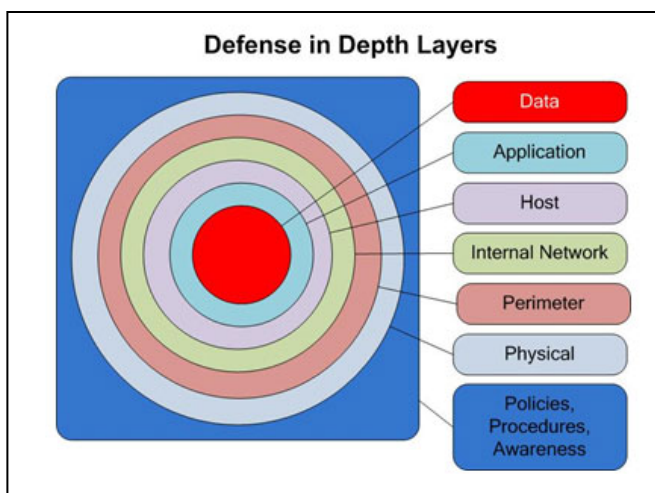 Defense in Depth Layers
Data
Application
Host
Internal Network
Perimeter
Physical
Policies,
Procedures,
Awareness